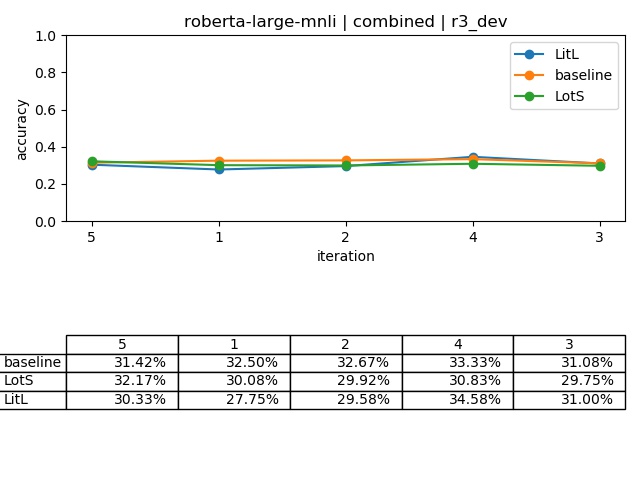 roberta-large-mnli | combined | r3_dev
1.0
0.8
0.6
0.4
0.2
0.0
accuracy
LitL
baseline
LotS
5 1 2 4 3
iteration
5 1 2 4 3
baseline 31.42% 32.50% 32.67% 33.33% 31.08%
LotS 32.17% 30.08% 29.92% 30.83% 29.75%
LitL 30.33% 27.75% 29.58% 34.58% 31.00%